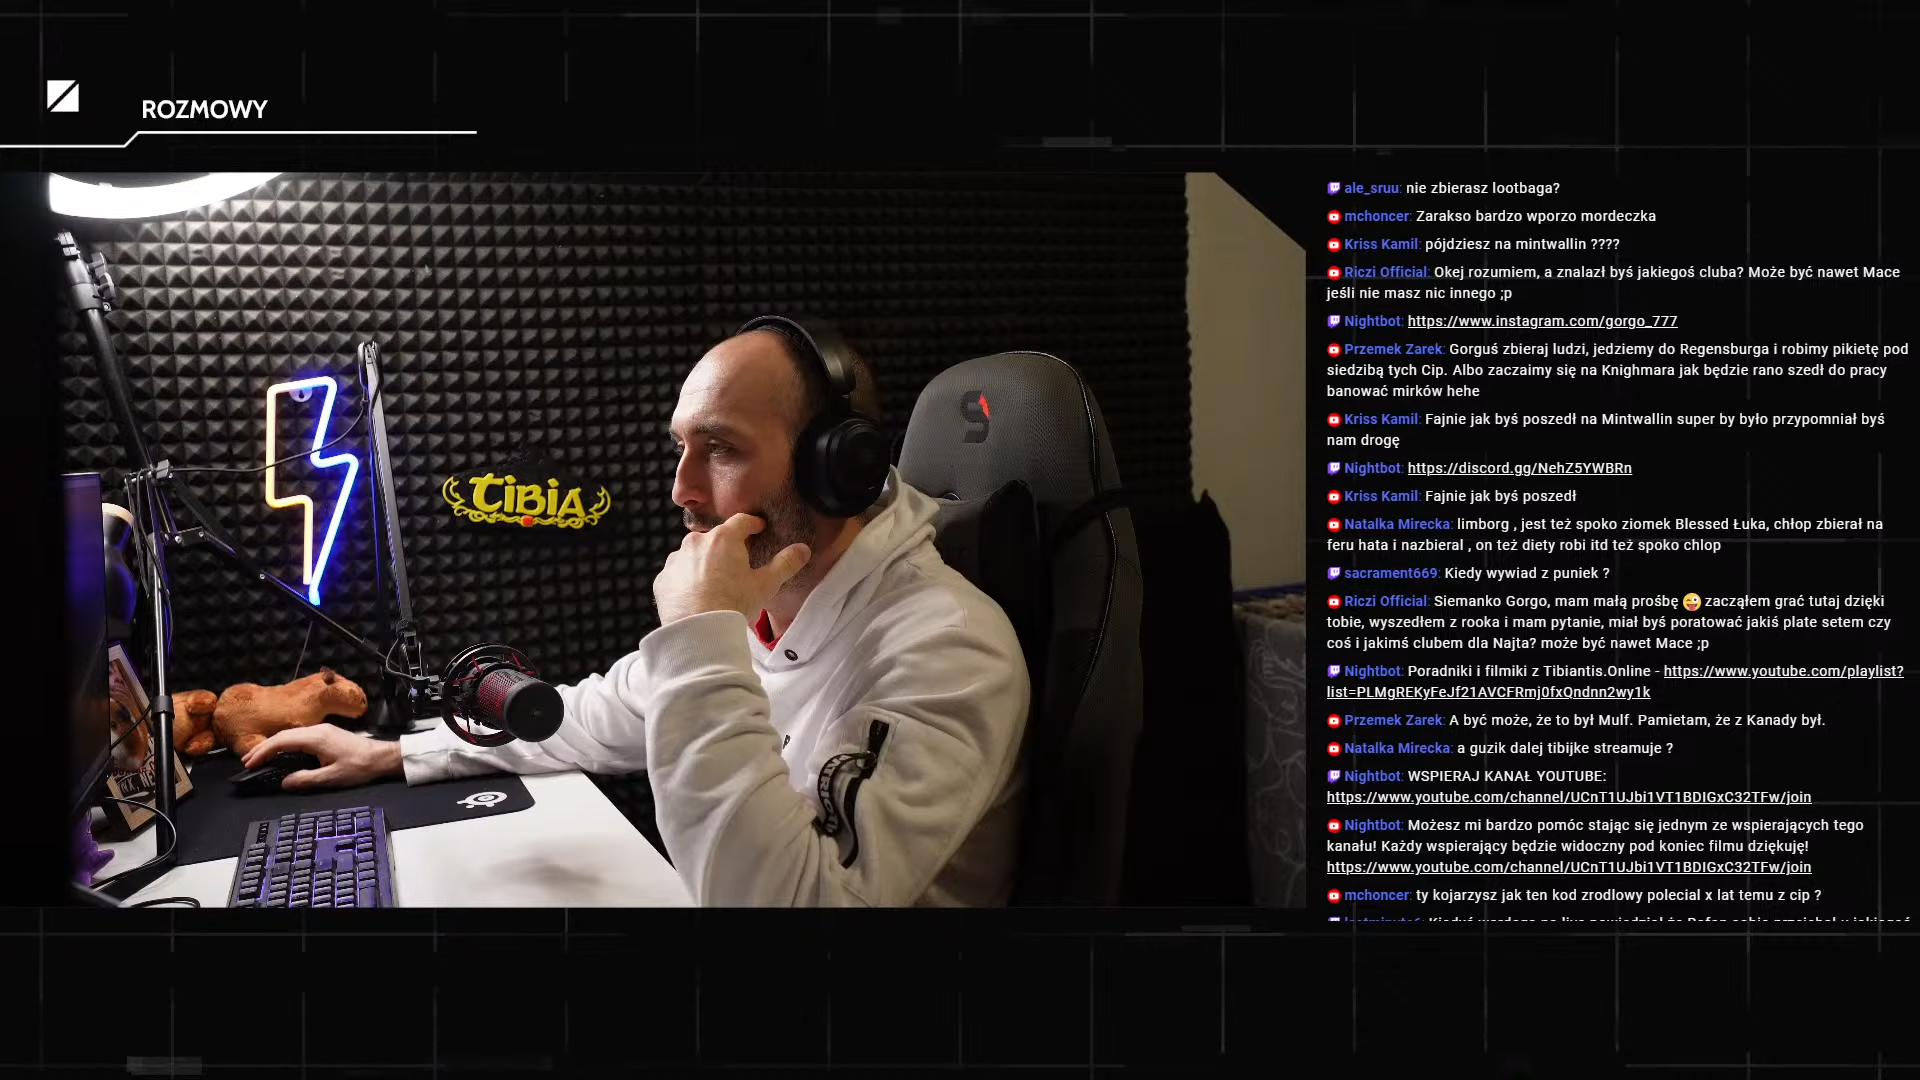 ROZMOWY
TiBiA
ale_sruu: nie zbierasz lootbaga?
mchoncer: Zarakso bardzo wporzo mordeczka
Kriss Kamil: pójdziesz na mintwallin ????
Riczi Official: Okej rozumiem, a znalazł byś jakiegoś cluba? Może być nawet Mace
jeśli nie masz nic innego ;p
Nightbot: https://www.instagram.com/gorgo_777
Przemek Zarek: Gorguś zbieraj ludzi, jedziemy do Regensburga i robimy pikietę pod
siedzibą tych Cip. Albo zaczaimy się na Knighmara jak będzie rano szedł do pracy
banować mirków hehe
Kriss Kamil: Fajnie jak byś poszedł na Mintwallin super by było przypomniał byś
nam drogę
Nightbot: https://discord.gg/NehZ5YWBRn
Kriss Kamil: Fajnie jak byś poszedł
Natalka Mirecka: limborg , jest też spoko ziomek Blessed Łuka, chłop zbierał na
feru hata i nazbieral , on też diety robi itd też spoko chlop
sacrament669: Kiedy wywiad z puniek ?
Riczi Official: Siemanko Gorgo, mam małą prośbę 😜 zacząłem grać tutaj dzięki
tobie, wyszedłem z rooka i mam pytanie, miał byś poratować jakiś plate setem czy
coś i jakimś clubem dla Najta? może być nawet Mace ;p
Nightbot: Poradniki i filmiki z Tibiantis.Online - https://www.youtube.com/playlist?
list=PLMgREKyFeJf21AVCFRmj0fxQndnn2wy1k
Przemek Zarek: A być może, że to był Mulf. Pamietam, że z Kanady był.
Natalka Mirecka: a guzik dalej tibijke streamuje ?
Nightbot: WSPIERAJ KANAŁ YOUTUBE:
https://www.youtube.com/channel/UCnT1UJbi1VT1BDIGxC32TFw/join
Nightbot: Możesz mi bardzo pomóc stając się jednym ze wspierających tego
kanału! Każdy wspierający będzie widoczny pod koniec filmu dziękuję!
https://www.youtube.com/channel/UCnT1UJbi1VT1BDIGxC32TFw/join
mchoncer: ty kojarzysz jak ten kod zrodlowy polecial x lat temu z cip ?